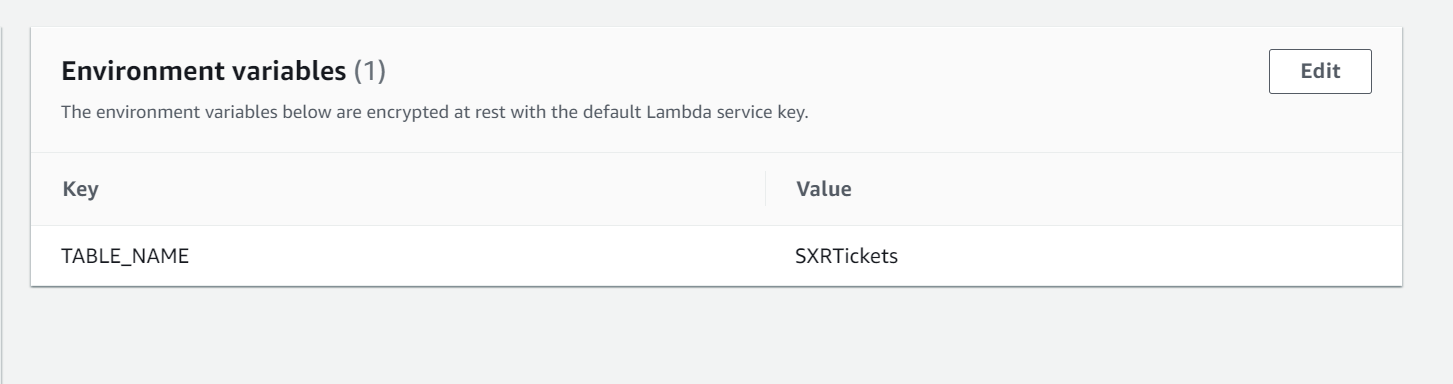 Environment variables (1)
Edit
The environment variables below are encrypted at rest with the default Lambda service key.
Key Value
TABLE_NAME SXRTickets